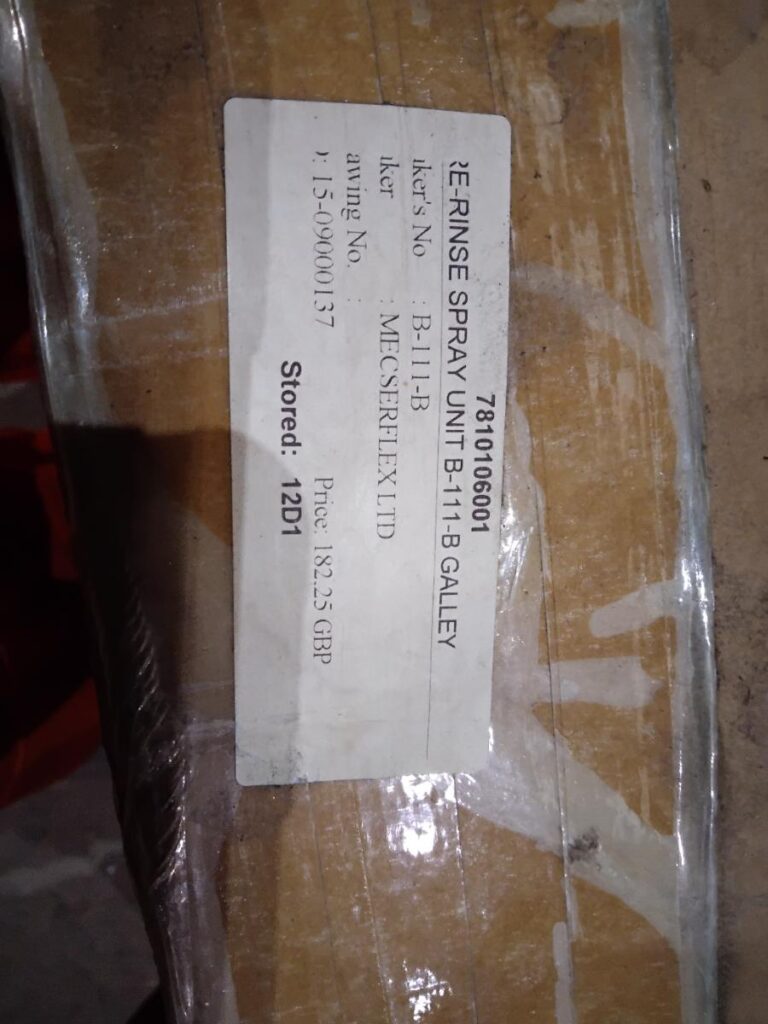 7810106001
RE-RINSE SPRAY UNIT B-111-B GALLEY
ker's No : B-111-B
ker : MECSERFLEX LTD
awing No. :
: 15-09000137 Price: 182.25 GBP
Stored: 12D1